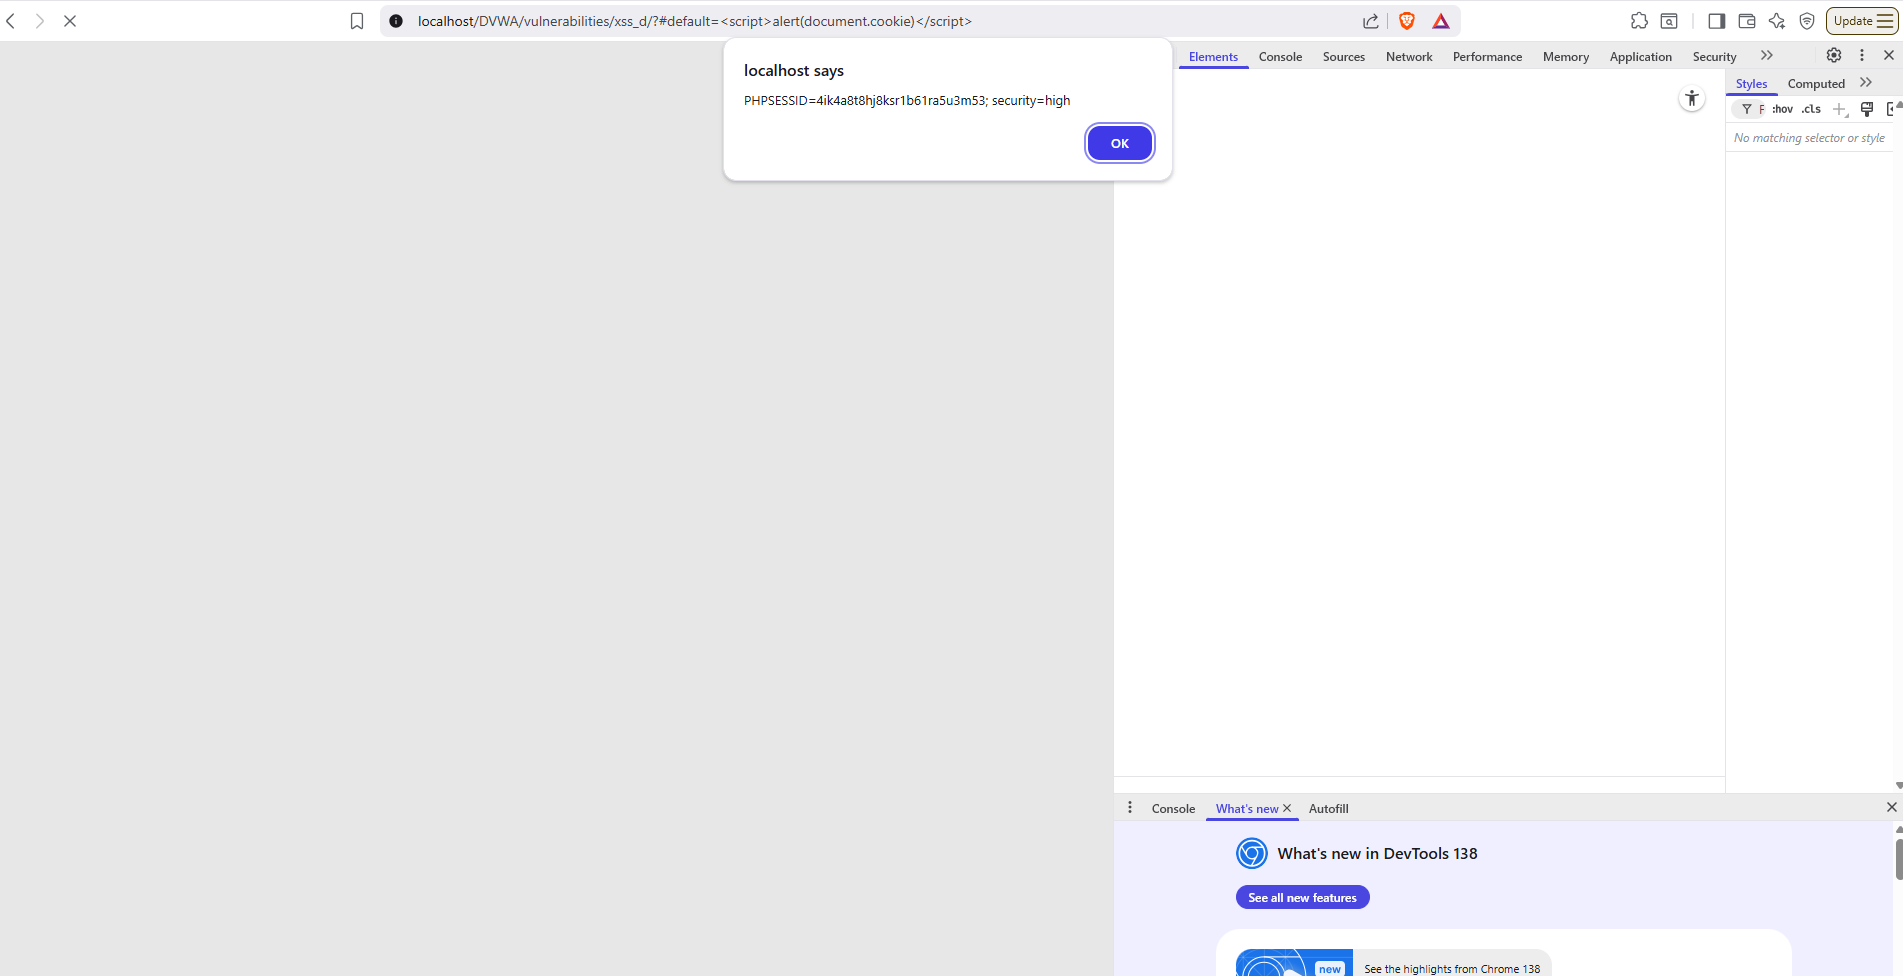 localhost/DVWA/vulnerabilities/xss_d/?#default=<script>alert(document.cookie)</script>
Update
localhost says
PHPSESSID=4ik4a8t8hj8ksr1b61ra5u3m53; security=high
OK
Elements Console Sources Network Performance Memory Application Security
Styles Computed
F :hov .cls
No matching selector or style
Console What's new Autofill
What's new in DevTools 138
See all new features
new
See the highlights from Chrome 138